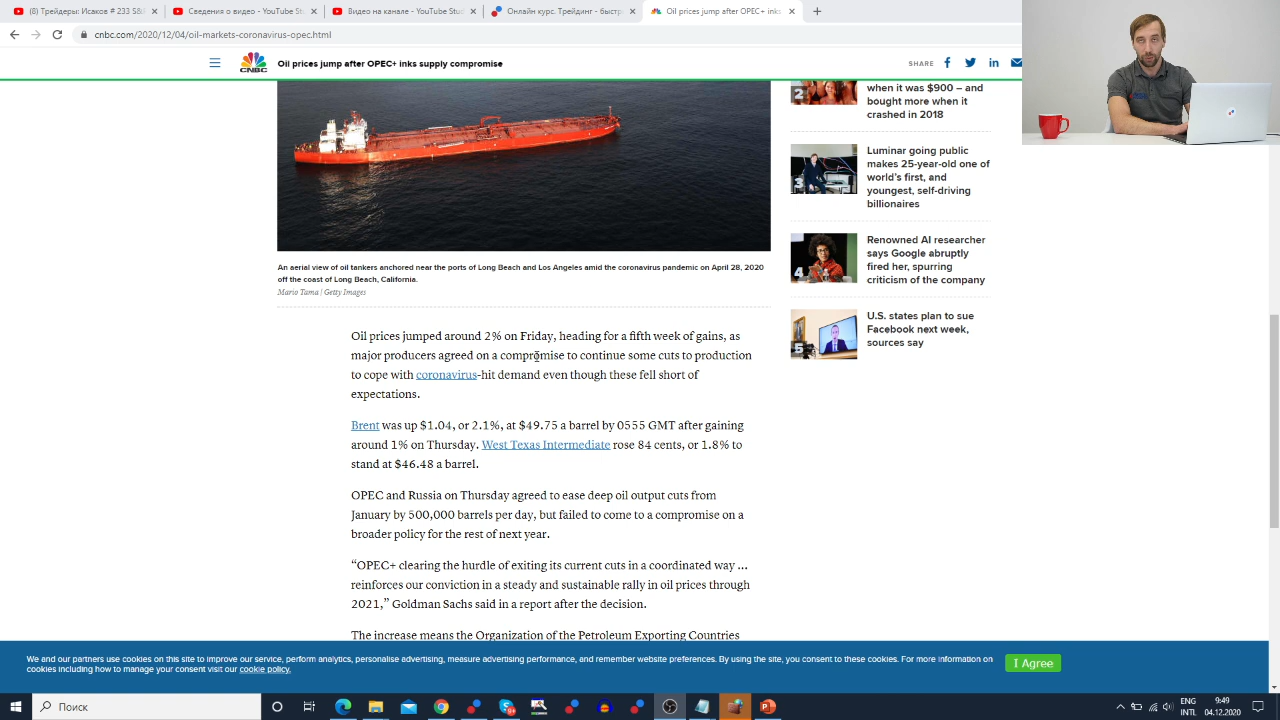 (8) Трейдеры: Исаков # 233 S&
Сведения о видео - YouTube St
Видео на канале - YouTube Stud
Онлайн курс. Трейдинг - быстр
Oil prices jump after OPEC+ inks
cnbc.com/2020/12/04/oil-markets-coronavirus-opec.html
CNBC
Oil prices jump after OPEC+ inks supply compromise
SHARE
An aerial view of oil tankers anchored near the ports of Long Beach and Los Angeles amid the coronavirus pandemic on April 28, 2020
off the coast of Long Beach, California.
Mario Tama | Getty Images
Oil prices jumped around 2% on Friday, heading for a fifth week of gains, as
major producers agreed on a compromise to continue some cuts to production
to cope with coronavirus-hit demand even though these fell short of
expectations.
Brent was up $1.04, or 2.1%, at $49.75 a barrel by 0555 GMT after gaining
around 1% on Thursday. West Texas Intermediate rose 84 cents, or 1.8% to
stand at $46.48 a barrel.
OPEC and Russia on Thursday agreed to ease deep oil output cuts from
January by 500,000 barrels per day, but failed to come to a compromise on a
broader policy for the rest of next year.
“OPEC+ clearing the hurdle of exiting its current cuts in a coordinated way ...
reinforces our conviction in a steady and sustainable rally in oil prices through
2021,” Goldman Sachs said in a report after the decision.
The increase means the Organization of the Petroleum Exporting Countries
2
when it was $900 – and
bought more when it
crashed in 2018
3
Luminar going public
makes 25-year-old one of
world’s first, and
youngest, self-driving
billionaires
4
Renowned AI researcher
says Google abruptly
fired her, spurring
criticism of the company
5
U.S. states plan to sue
Facebook next week,
sources say
We and our partners use cookies on this site to improve our service, perform analytics, personalise advertising, measure advertising performance, and remember website preferences. By using the site, you consent to these cookies. For more information on
cookies including how to manage your consent visit our cookie policy.
I Agree
Поиск
ENG
INTL
9:49
04.12.2020